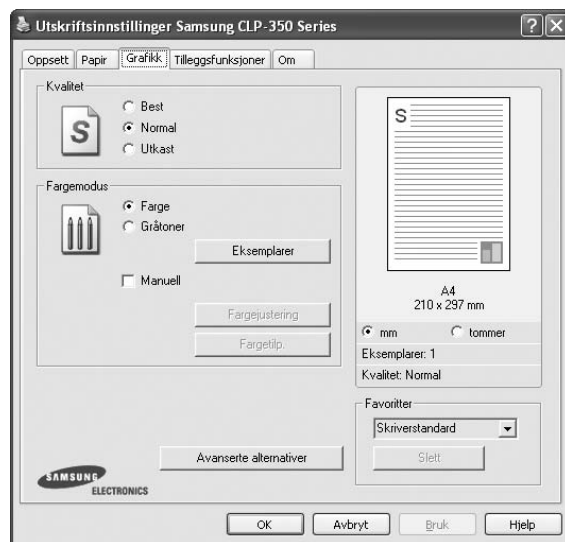 Utskriftsinnstillinger Samsung CLP-350 Series
Oppsett Papir Grafikk Tilleggsfunksjoner Om
Kvalitet
S
Best
Normal
Utkast
Fargemodus
Farge
Gråtoner
Eksemplarer
Manuell
Fargejustering
Fargetilp.
S
A4
210 x 297 mm
mm tommer
Eksemplarer: 1
Kvalitet: Normal
Favoritter
Skriverstandard
Slett
Avanserte alternativer
SAMSUNG
ELECTRONICS
OK Avbryt Bruk Hjelp